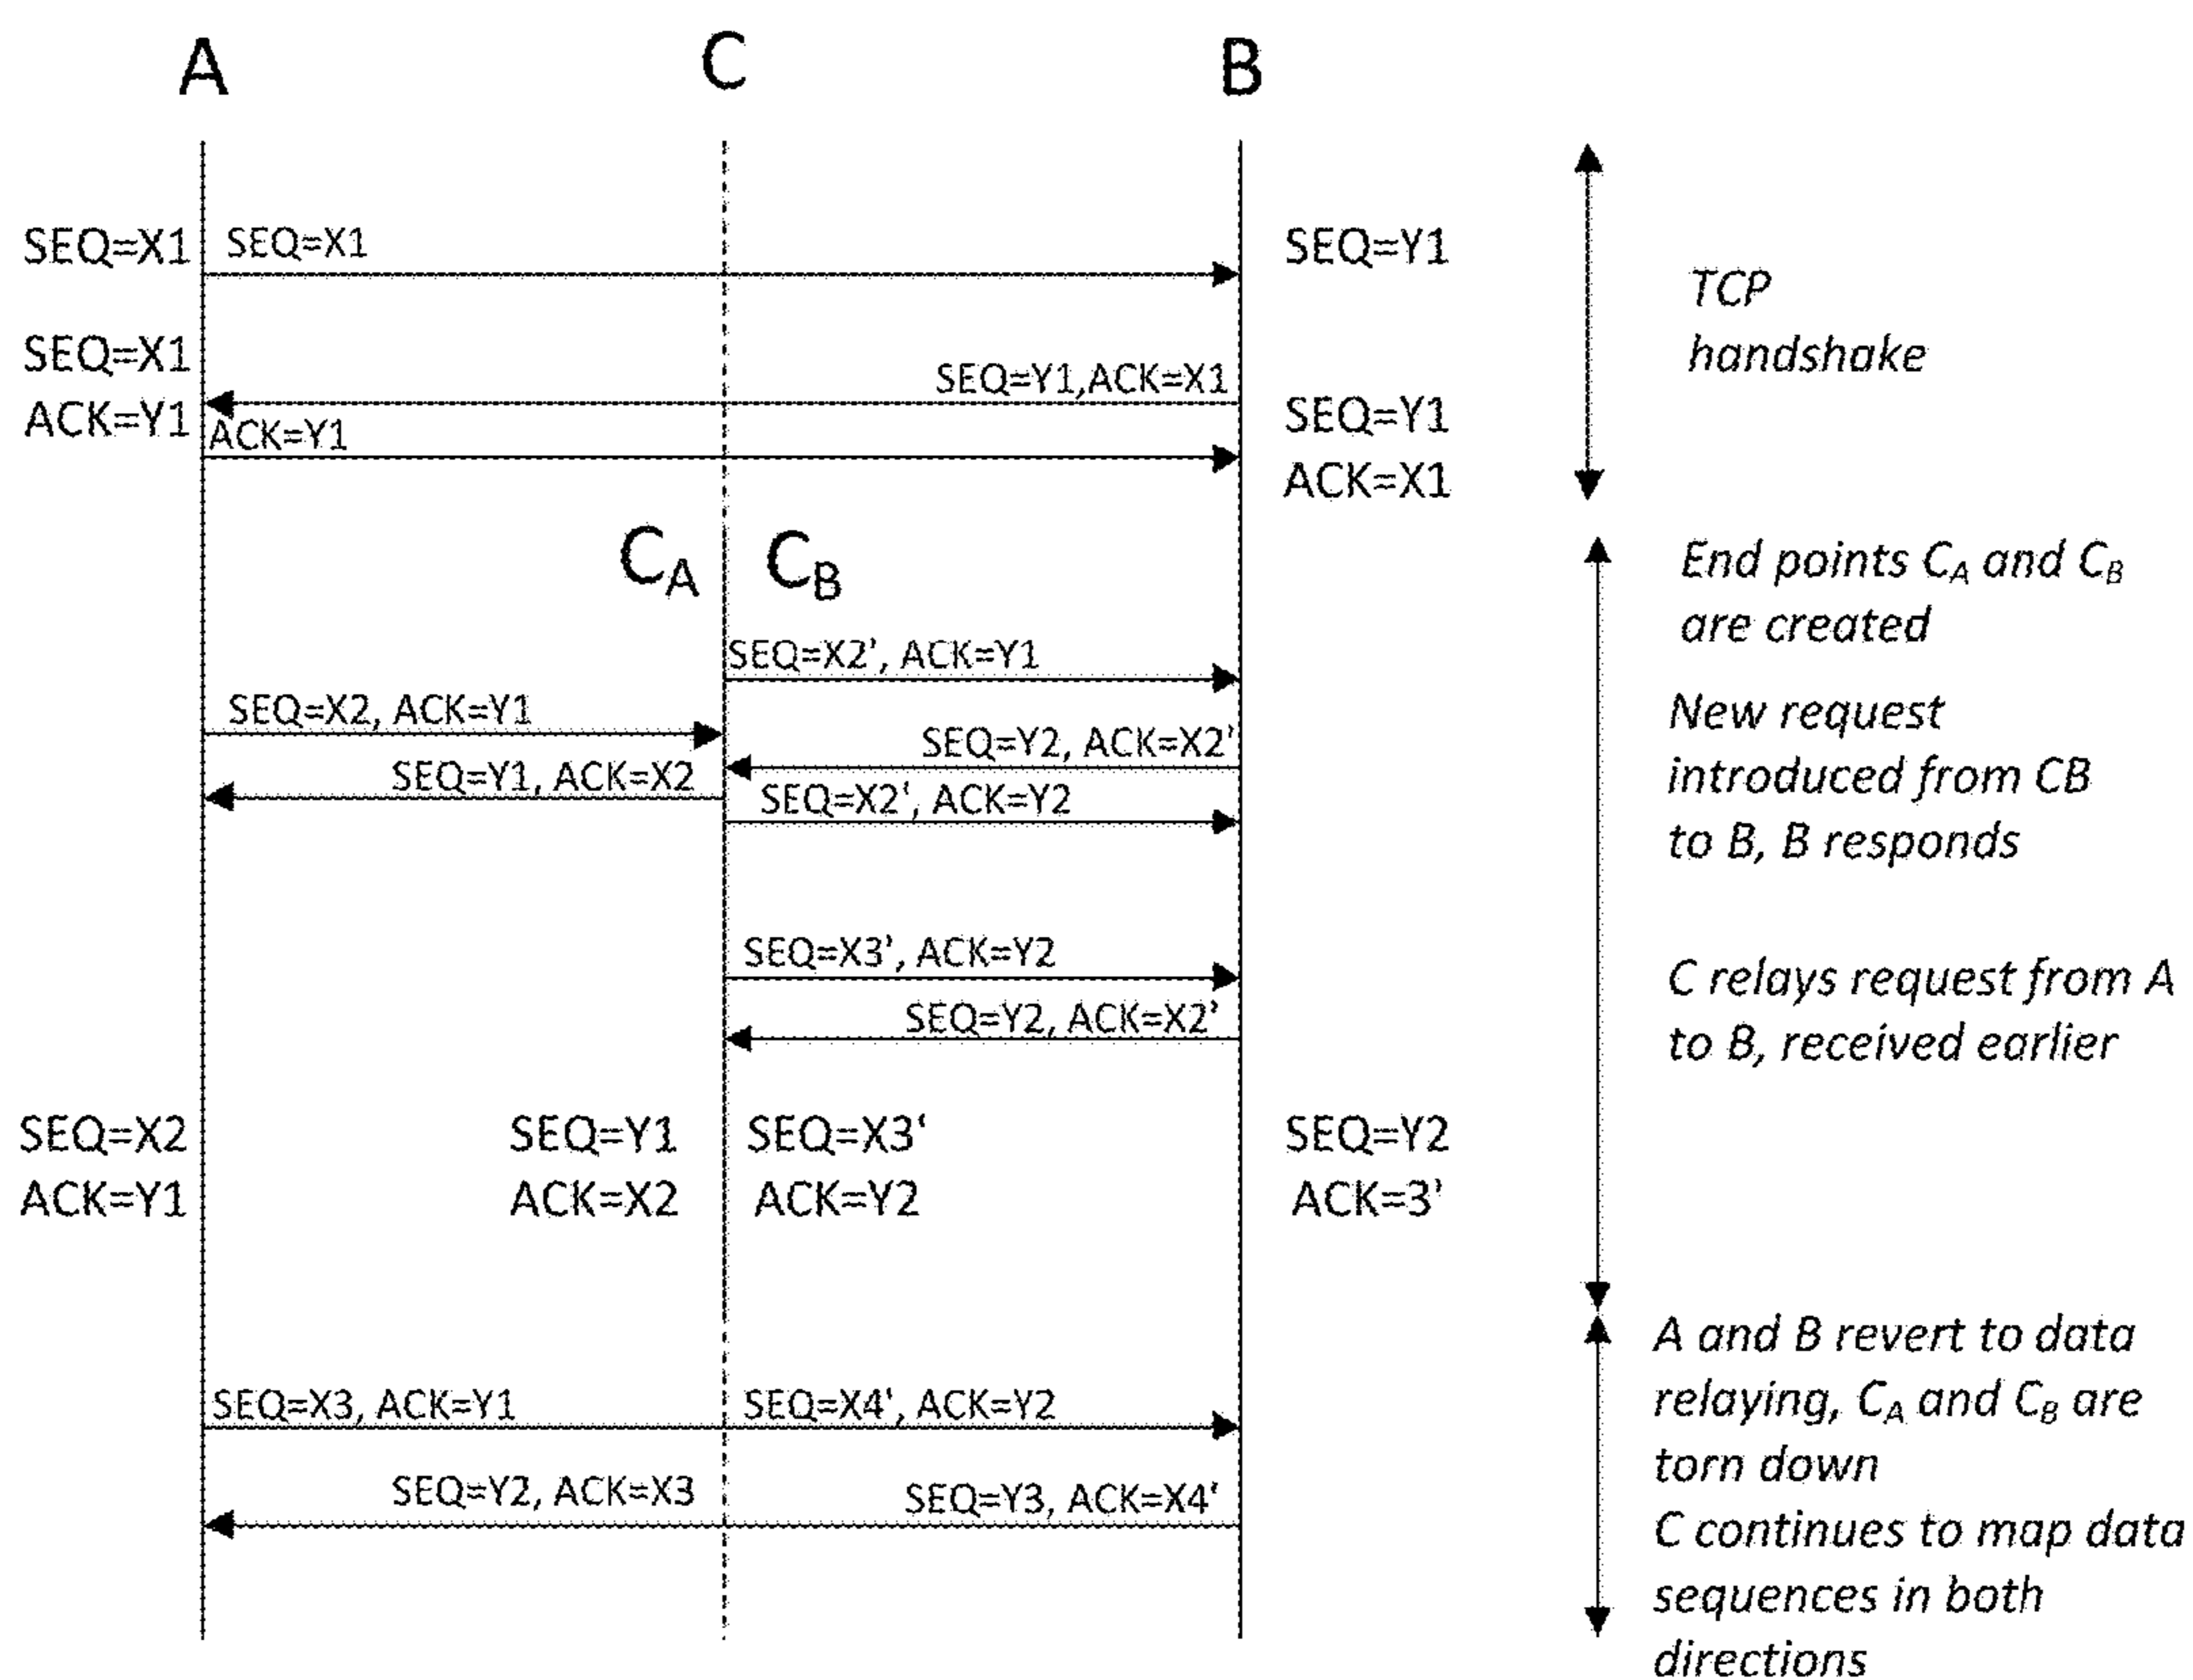 A
C
B
SEQ=X1
SEQ=X1
SEQ=Y1
TCP
handshake
SEQ=X1
ACK=Y1
SEQ=Y1,ACK=X1
ACK=Y1
SEQ=Y1
ACK=X1
CA
CB
End points CA and CB
are created
SEQ=X2', ACK=Y1
SEQ=X2, ACK=Y1
SEQ=Y2, ACK=X2'
SEQ=Y1, ACK=X2
SEQ=X2', ACK=Y2
New request
introduced from CB
to B, B responds
SEQ=X3', ACK=Y2
SEQ=Y2, ACK=X2'
C relays request from A
to B, received earlier
SEQ=X2
ACK=Y1
SEQ=Y1
ACK=X2
SEQ=X3'
ACK=Y2
SEQ=Y2
ACK=3'
SEQ=X3, ACK=Y1
SEQ=X4', ACK=Y2
SEQ=Y2, ACK=X3
SEQ=Y3, ACK=X4'
A and B revert to data
relaying, CA and CB are
torn down
C continues to map data
sequences in both
directions